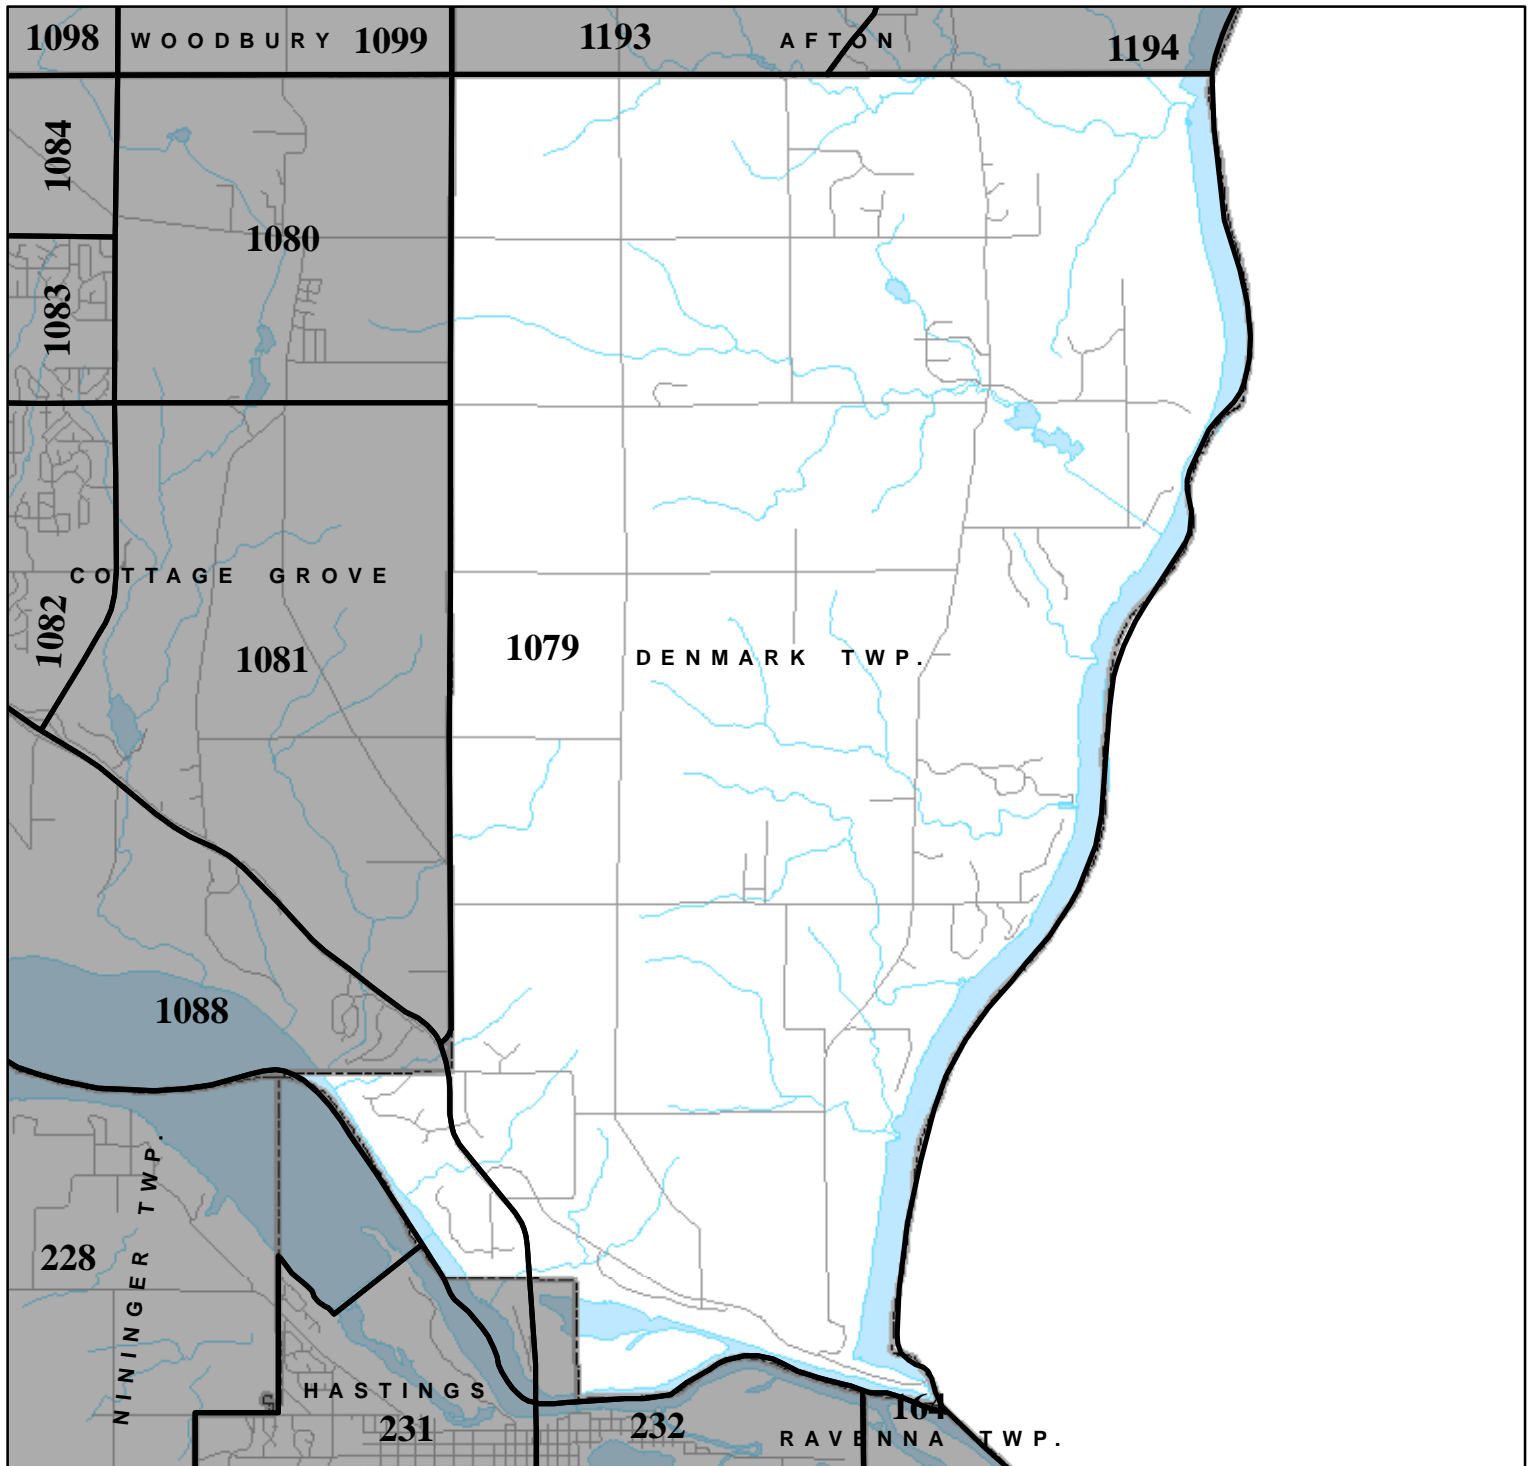 1098 WOODBURY 1099 1193 AFTON 1194
1084
1080
1083
COTTAGE GROVE
1082
1081
1079 DENMARK TWP.
1088
NININGER TWP.
228
HASTINGS
231
232
164
RAVENNA TWP.